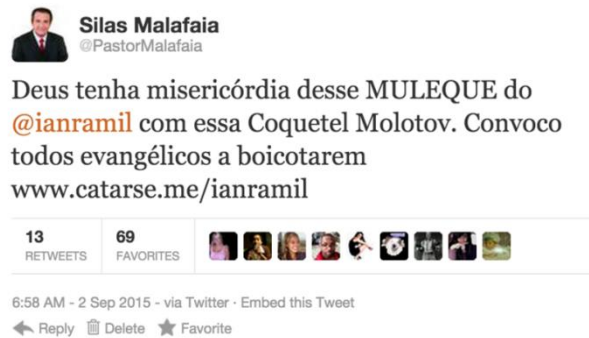 Silas Malafaia
@PastorMalafaia
Deus tenha misericórdia desse MULEQUE do
@ianramil com essa Coquetel Molotov. Convoco
todos evangélicos a boicotarem
www.catarse.me/ianramil
13 69
RETWEETS FAVORITES
6:58 AM - 2 Sep 2015 - via Twitter · Embed this Tweet
Reply Delete Favorite